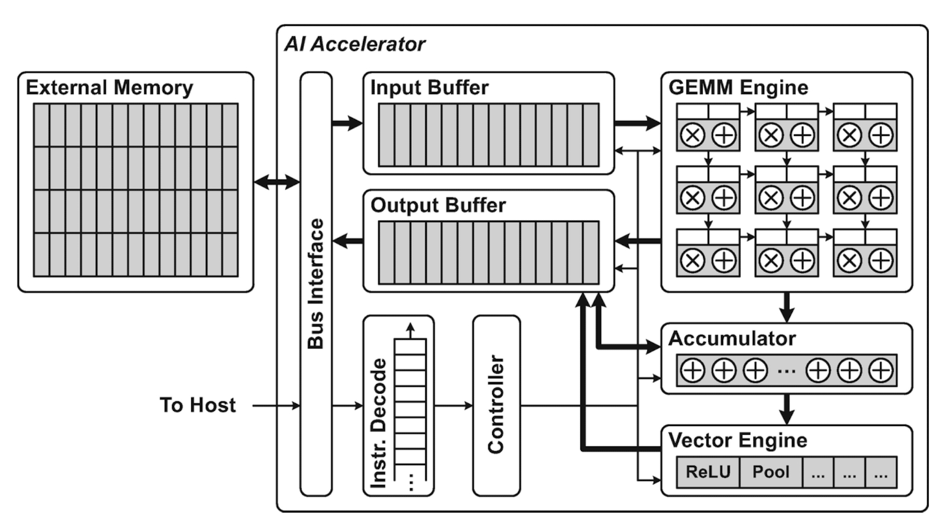 AI Accelerator
External Memory
Bus Interface
Input Buffer
GEMM Engine
Output Buffer
Accumulator
...
Instr. Decode
...
Controller
To Host
Vector Engine
ReLU Pool ... ... ...